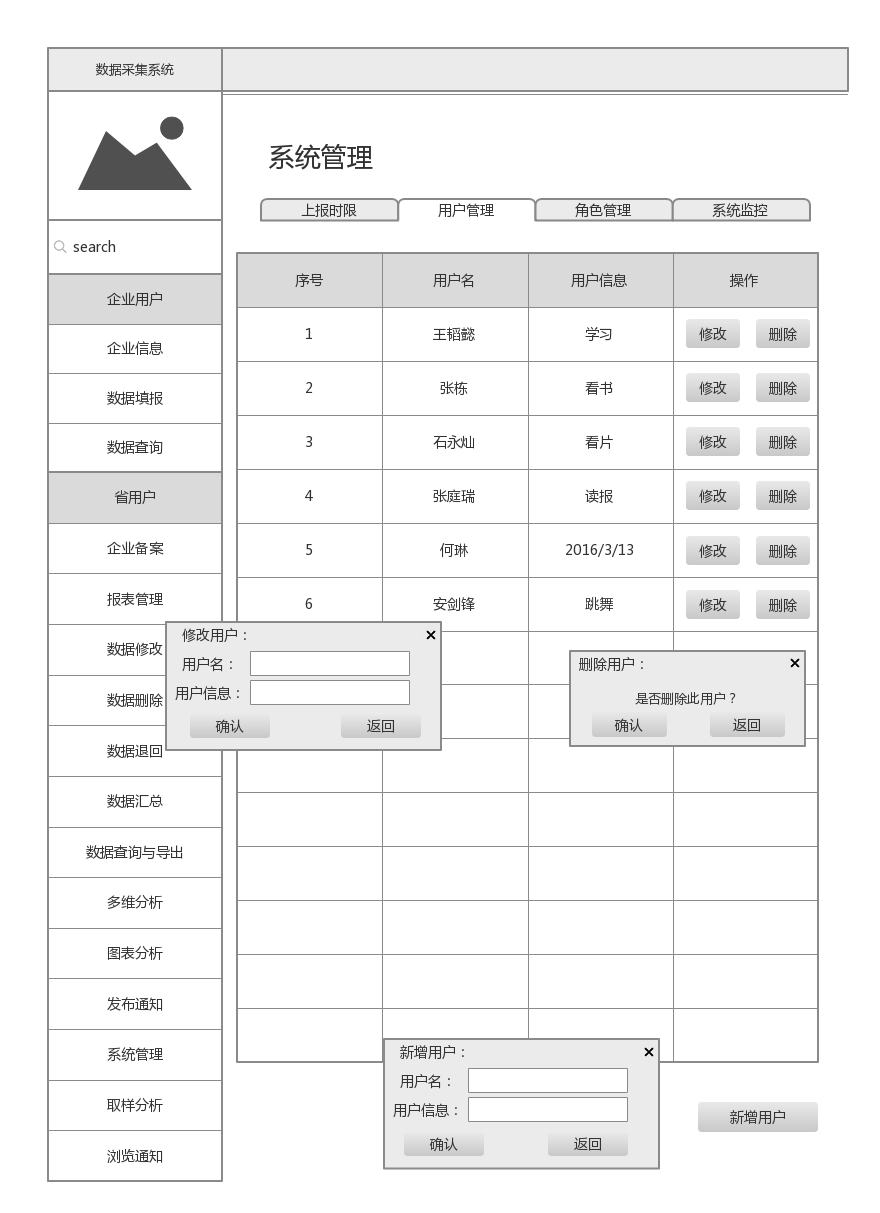 数据采集系统
search
企业用户
企业信息
数据填报
数据查询
省用户
企业备案
报表管理
数据修改
数据删除
数据退回
数据汇总
数据查询与导出
多维分析
图表分析
发布通知
系统管理
取样分析
浏览通知
系统管理
上报时限 用户管理 角色管理 系统监控
序号 用户名 用户信息 操作
1 王韬懿 学习 修改 删除
2 张栋 看书 修改 删除
3 石永灿 看片 修改 删除
4 张庭瑞 读报 修改 删除
5 何琳 2016/3/13 修改 删除
6 安剑锋 跳舞 修改 删除
修改用户：
用户名：
用户信息：
确认 返回
删除用户：
是否删除此用户？
确认 返回
新增用户：
用户名：
用户信息：
确认 返回
新增用户